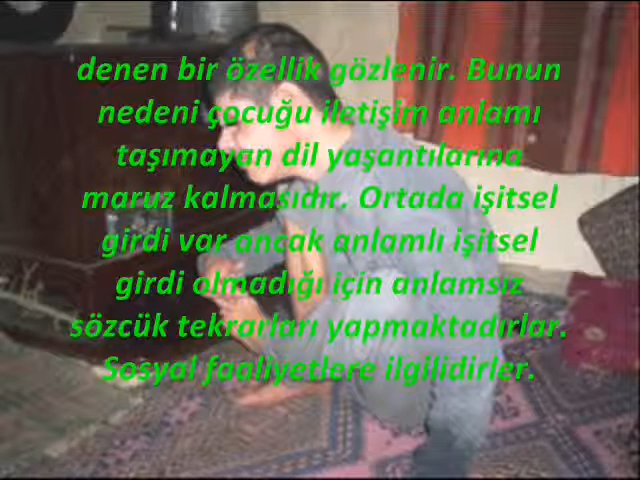 denen bir özellik gözlenir. Bunun
nedeni çocuğu iletişim anlamı
taşımayan dil yaşantılarına
maruz kalmasıdır. Ortada işitsel
girdi var ancak anlamlı işitsel
girdi olmadığı için anlamsız
sözcük tekrarları yapmaktadırlar.
Sosyal faaliyetlere ilgilidirler.